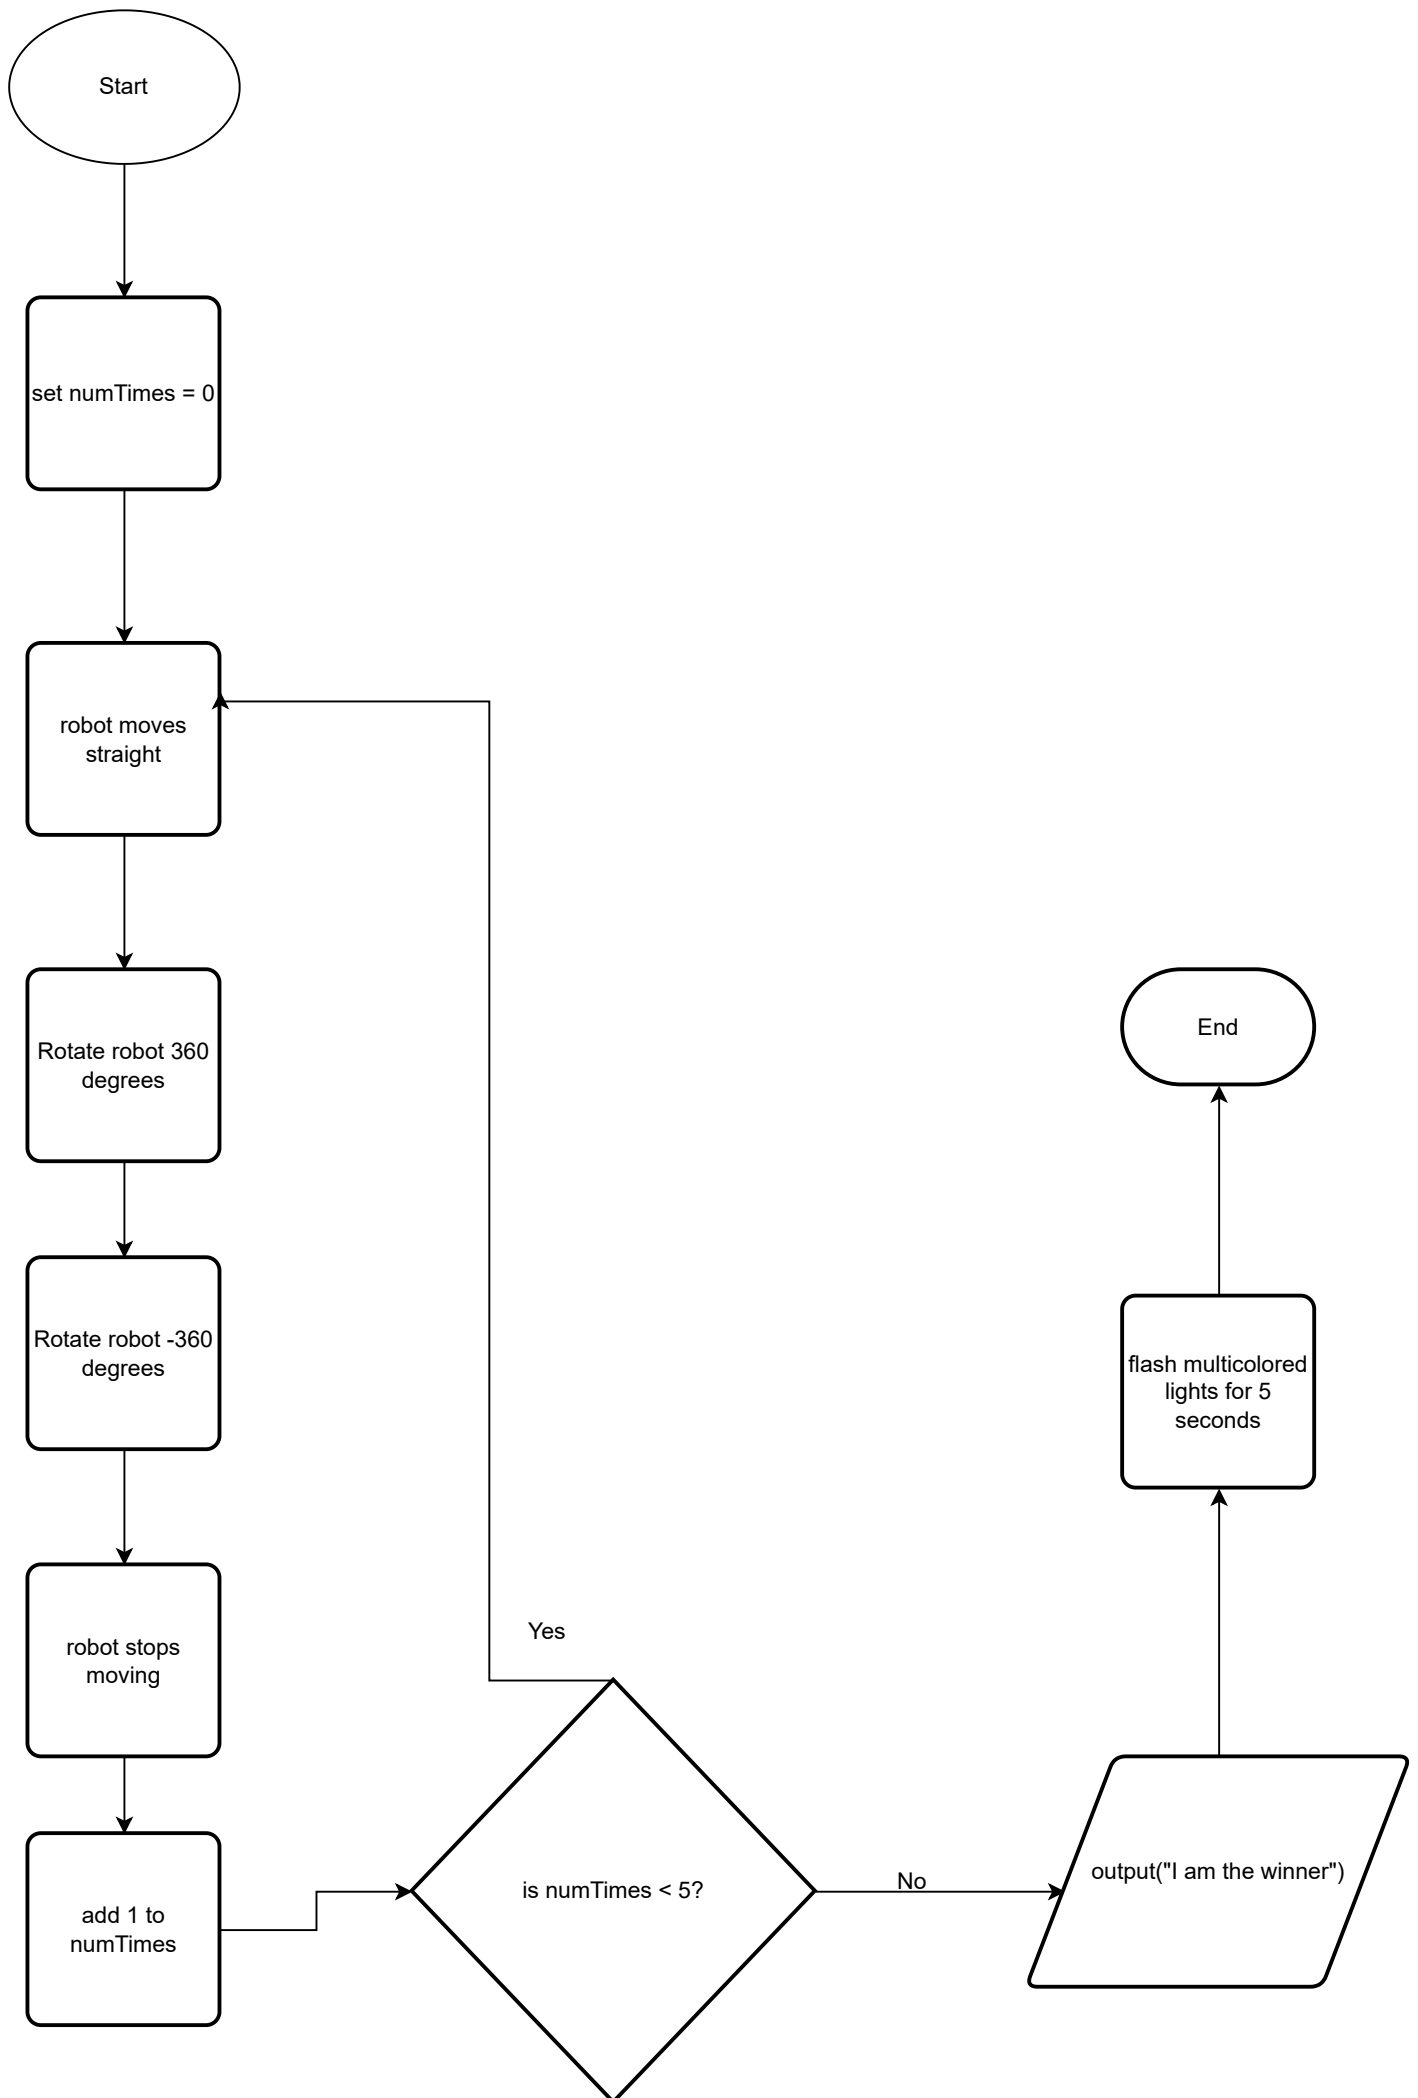 Start
set numTimes = 0
robot moves
straight
Rotate robot 360
degrees
Rotate robot -360
degrees
robot stops
moving
add 1 to
numTimes
Yes
is numTimes < 5?
No
output("I am the winner")
flash multicolored
lights for 5
seconds
End